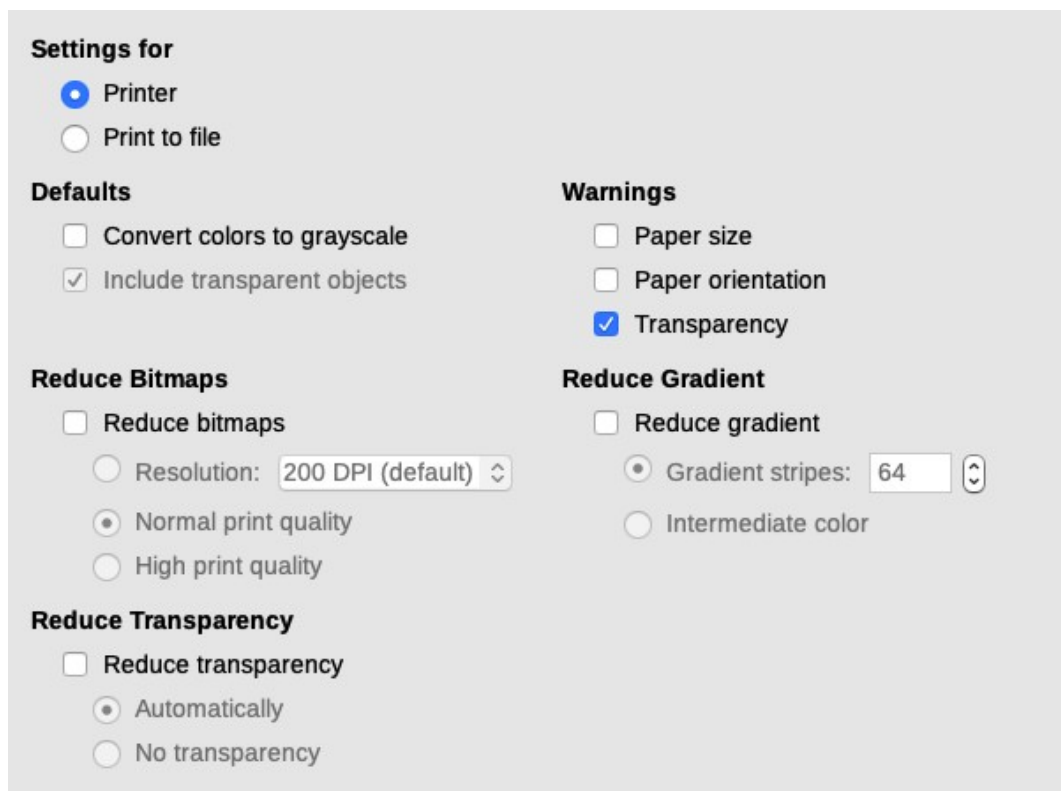 Settings for
Printer
Print to file
Defaults
Convert colors to grayscale
Include transparent objects
Warnings
Paper size
Paper orientation
Transparency
Reduce Bitmaps
Reduce bitmaps
Resolution: 200 DPI (default)
Normal print quality
High print quality
Reduce Gradient
Reduce gradient
Gradient stripes: 64
Intermediate color
Reduce Transparency
Reduce transparency
Automatically
No transparency